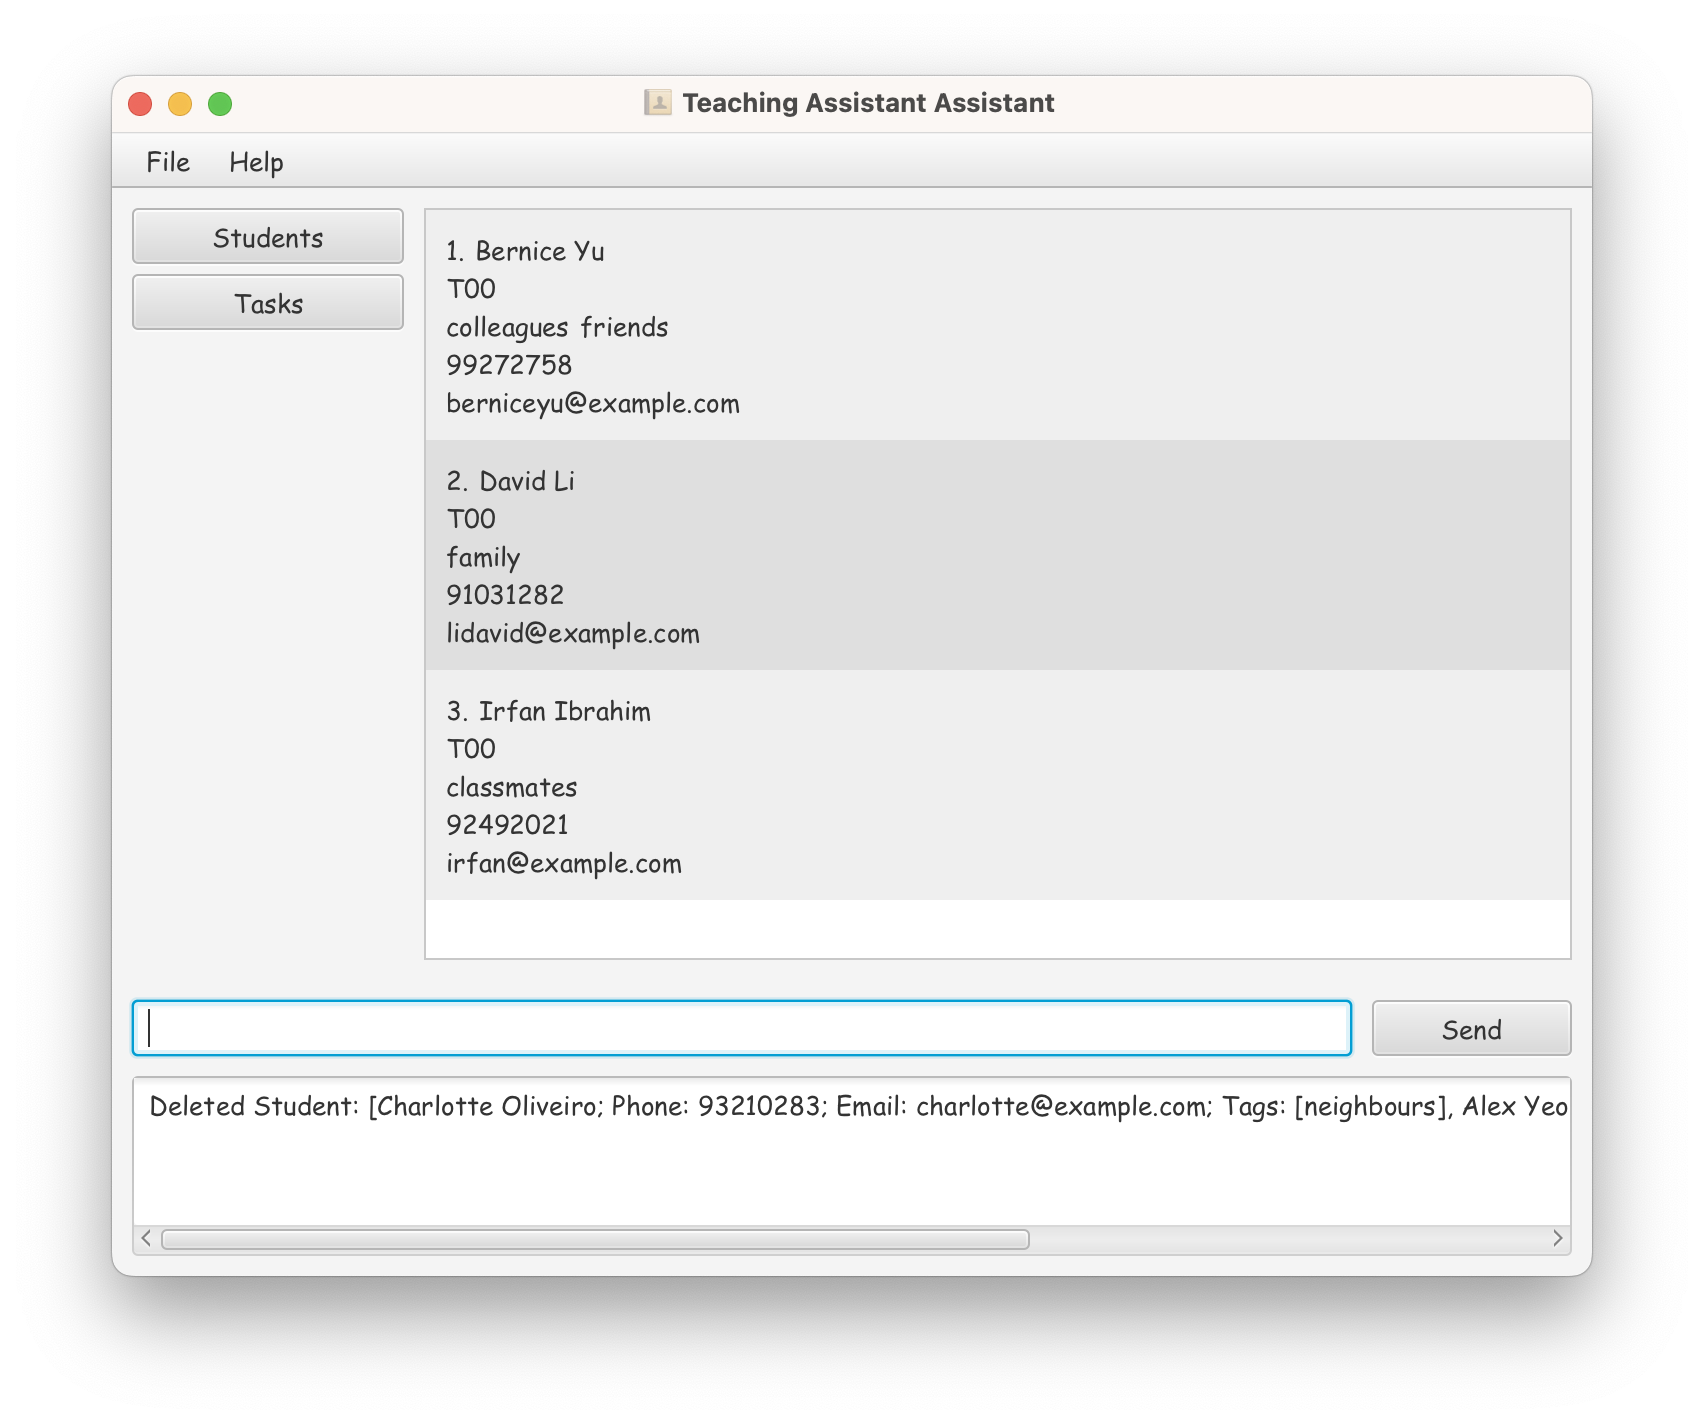 Teaching Assistant Assistant
File Help
Students
Tasks
1. Bernice Yu
T00
colleagues friends
99272758
berniceyu@example.com
2. David Li
T00
family
91031282
lidavid@example.com
3. Irfan Ibrahim
T00
classmates
92492021
irfan@example.com
Send
Deleted Student: [Charlotte Oliveiro; Phone: 93210283; Email: charlotte@example.com; Tags: [neighbours], Alex Yeo